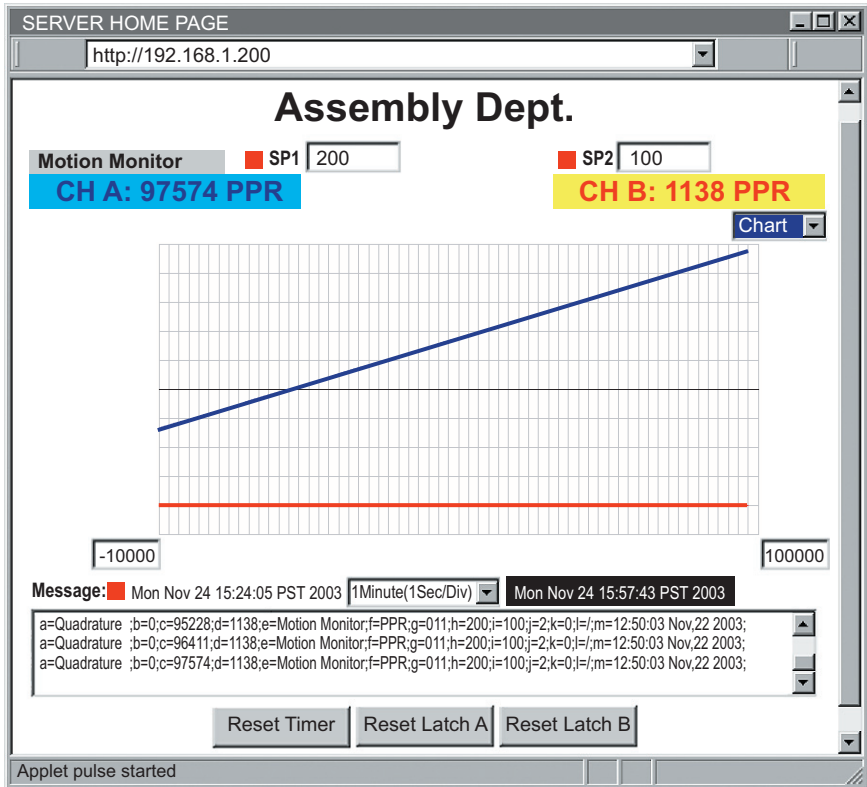 SERVER HOME PAGE
http://192.168.1.200
Assembly Dept.
Motion Monitor SP1 200 SP2 100
CH A: 97574 PPR CH B: 1138 PPR
Chart
-10000 100000
Message: Mon Nov 24 15:24:05 PST 2003 1Minute(1Sec/Div) Mon Nov 24 15:57:43 PST 2003
a=Quadrature ;b=0;c=95228;d=1138;e=Motion Monitor;f=PPR;g=011;h=200;i=100;j=2;k=0;l=/;m=12:50:03 Nov,22 2003;
a=Quadrature ;b=0;c=96411;d=1138;e=Motion Monitor;f=PPR;g=011;h=200;i=100;j=2;k=0;l=/;m=12:50:03 Nov,22 2003;
a=Quadrature ;b=0;c=97574;d=1138;e=Motion Monitor;f=PPR;g=011;h=200;i=100;j=2;k=0;l=/;m=12:50:03 Nov,22 2003;
Reset Timer Reset Latch A Reset Latch B
Applet pulse started